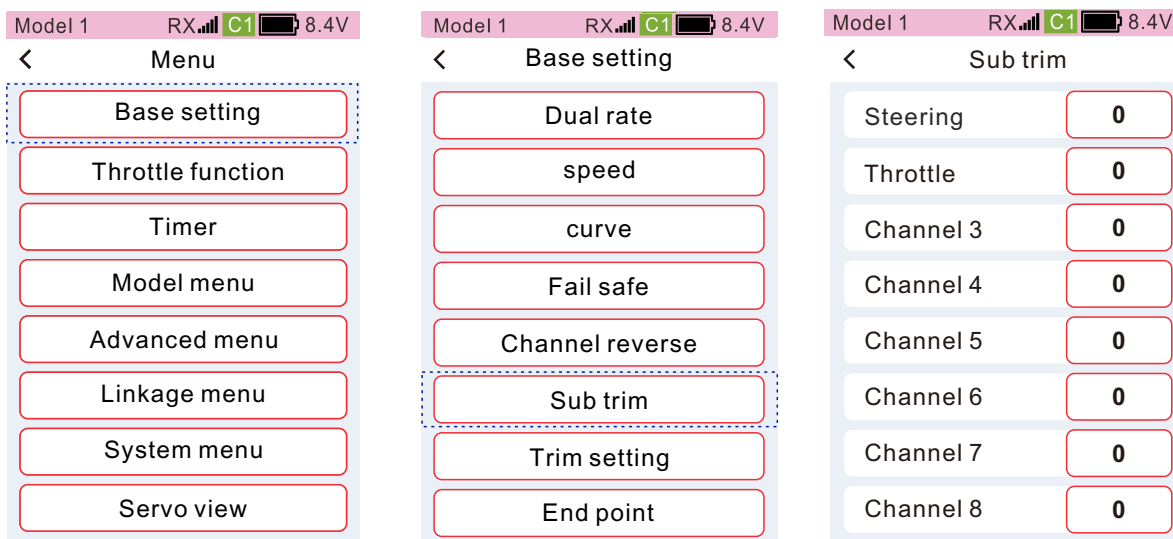 Model 1 RX C1 8.4V
Menu
Base setting
Throttle function
Timer
Model menu
Advanced menu
Linkage menu
System menu
Servo view
Model 1 RX C1 8.4V
Base setting
Dual rate
speed
curve
Fail safe
Channel reverse
Sub trim
Trim setting
End point
Model 1 RX C1 8.4V
Sub trim
Steering 0
Throttle 0
Channel 3 0
Channel 4 0
Channel 5 0
Channel 6 0
Channel 7 0
Channel 8 0